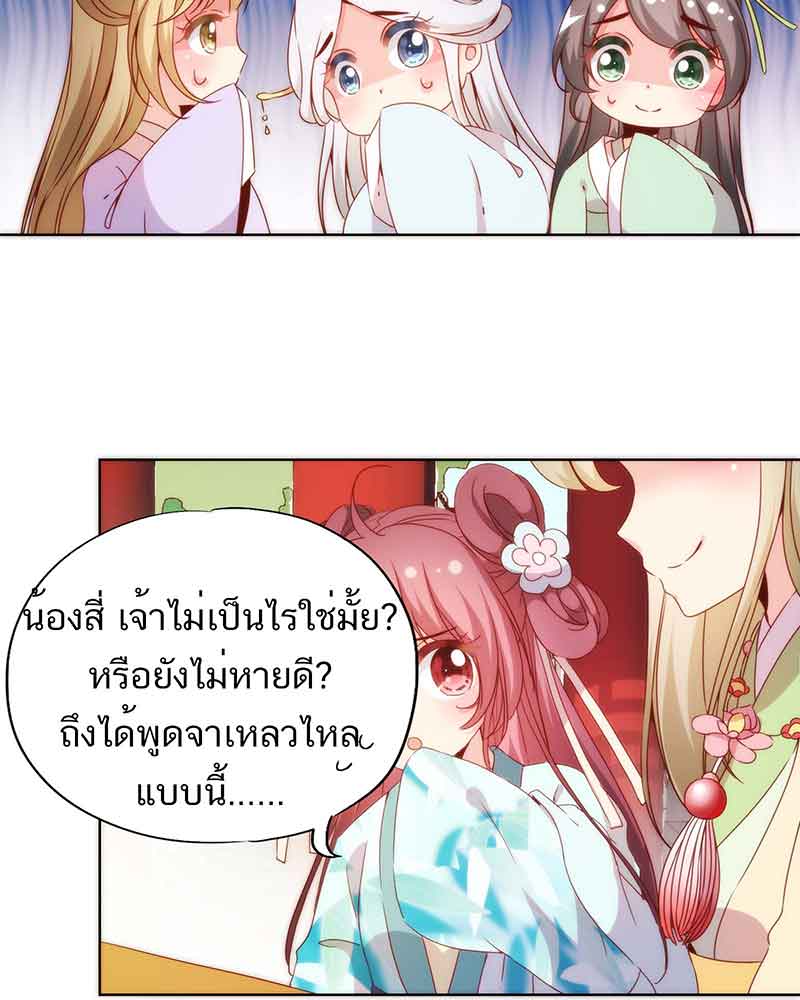 น้องสี่ เจ้าไม่เป็นไรใช่มั้ย?
หรือยังไม่หายดี?
ถึงได้พูดจาเหลวไหล
แบบนี้......